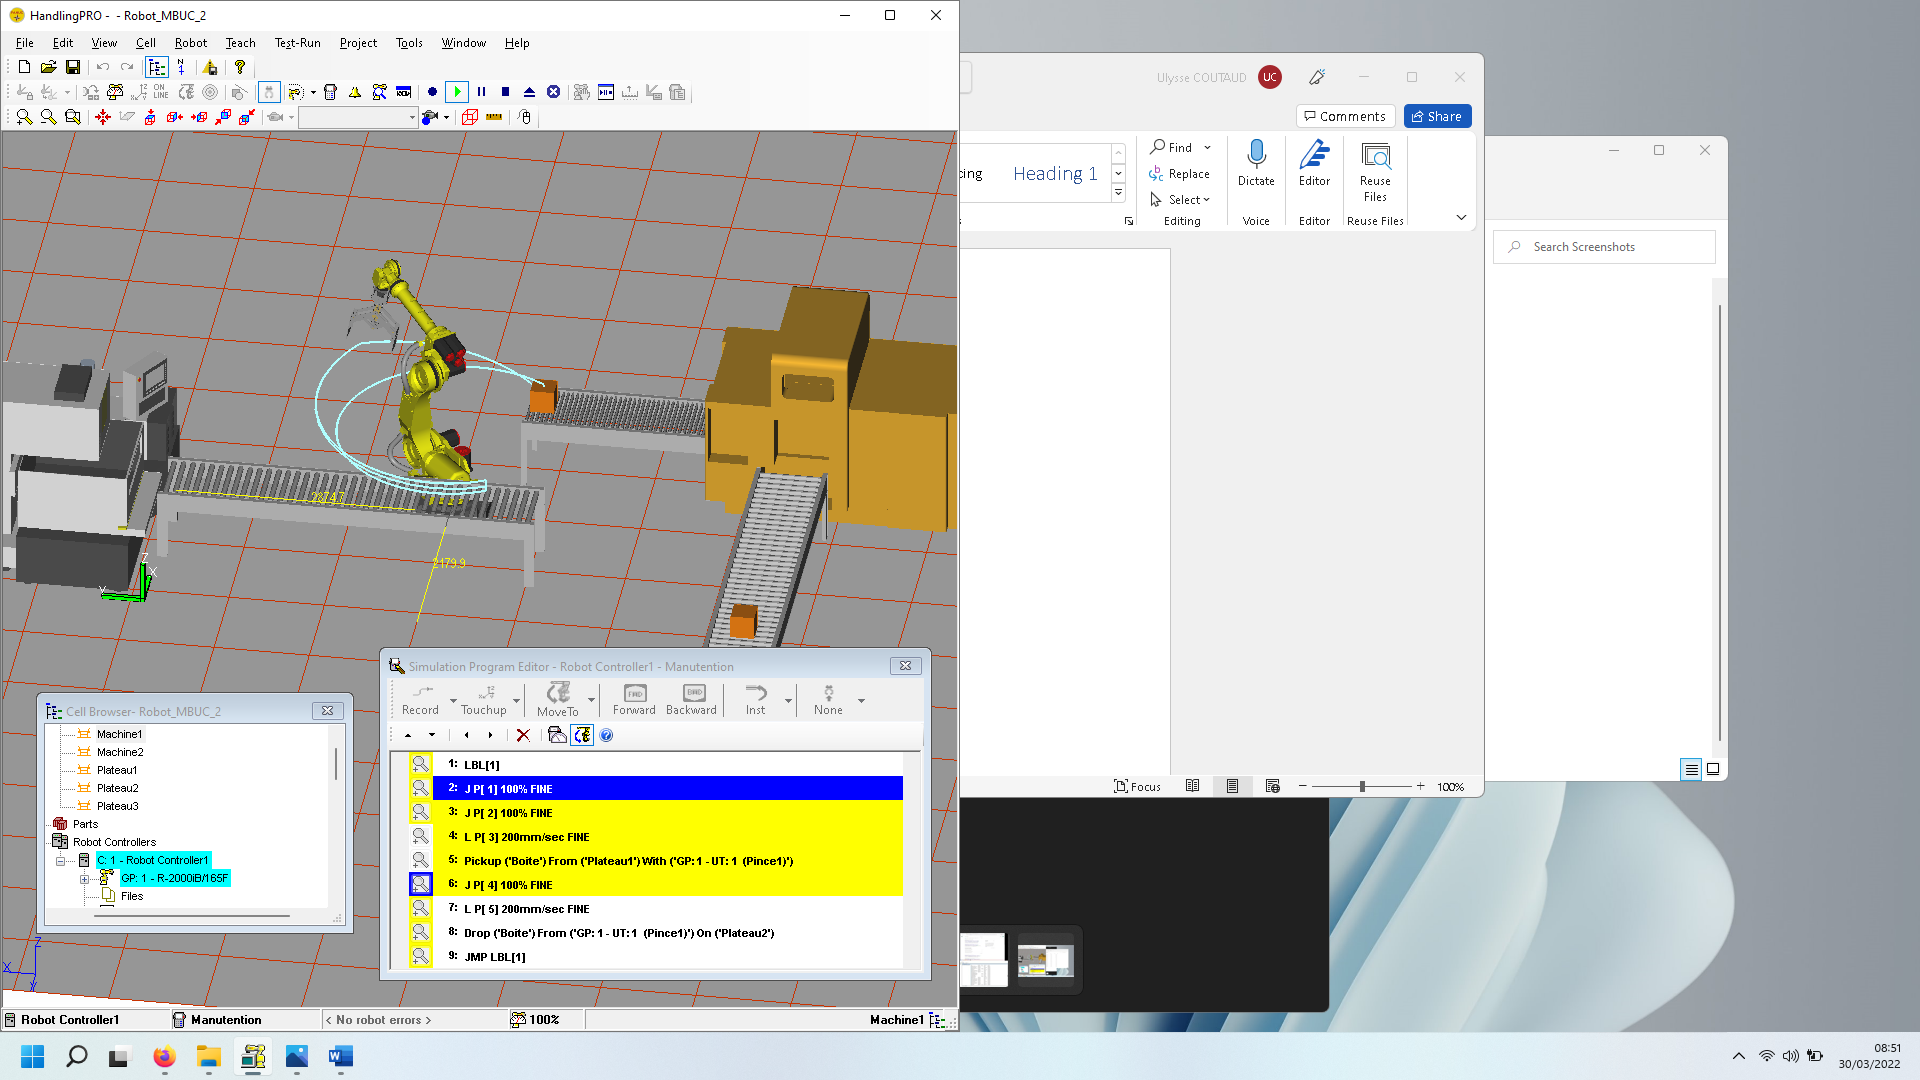 HandlingPRO -  - Robot_MBUC_2
File Edit View Cell Robot Teach Test-Run Project Tools Window Help
ON LINE
2874.7
2179.9
Z
X
Y
Z
X
Y
Cell Browser- Robot_MBUC_2
Machine1
Machine2
Plateau1
Plateau2
Plateau3
Parts
Robot Controllers
C: 1 - Robot Controller1
GP: 1 - R-2000iB/165F
Files
Simulation Program Editor - Robot Controller1 - Manutention
Record Touchup MoveTo Forward Backward Inst None
FWD BWD
1: LBL[1]
2: J P[ 1] 100% FINE
3: J P[ 2] 100% FINE
4: L P[ 3] 200mm/sec FINE
5: Pickup ('Boite') From ('Plateau1') With ('GP: 1 - UT: 1 (Pince1)')
6: J P[ 4] 100% FINE
7: L P[ 5] 200mm/sec FINE
8: Drop ('Boite') From ('GP: 1 - UT: 1 (Pince1)') On ('Plateau2')
9: JMP LBL[1]
Robot Controller1 Manutention < No robot errors > 100% Machine1
Ulysse COUTAUD UC
Comments Share
cing Heading 1
Find
Replace
Select
Editing
Dictate
Voice
Editor
Editor
Reuse Files
Reuse Files
Focus 100%
Search Screenshots
08:51
30/03/2022